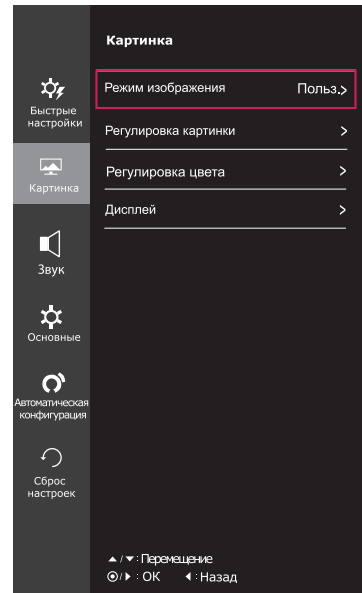 Картинка
Режим изображения Польз.>
Регулировка картинки >
Регулировка цвета >
Дисплей >
Быстрые
настройки
Картинка
Звук
Основные
Автоматическая
конфигурация
Сброс
настроек
▲/▼: Перемещение
⦿/▶ : ОК ◀ : Назад